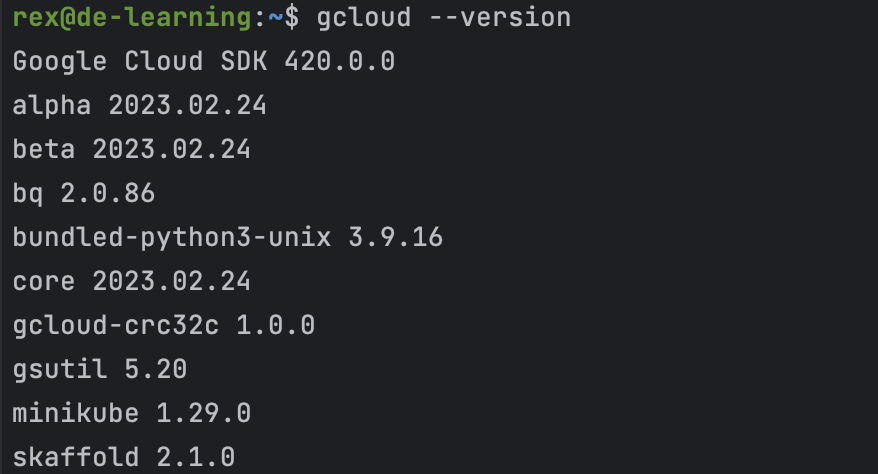 rex@de-learning:~$ gcloud --version
Google Cloud SDK 420.0.0
alpha 2023.02.24
beta 2023.02.24
bq 2.0.86
bundled-python3-unix 3.9.16
core 2023.02.24
gcloud-crc32c 1.0.0
gsutil 5.20
minikube 1.29.0
skaffold 2.1.0